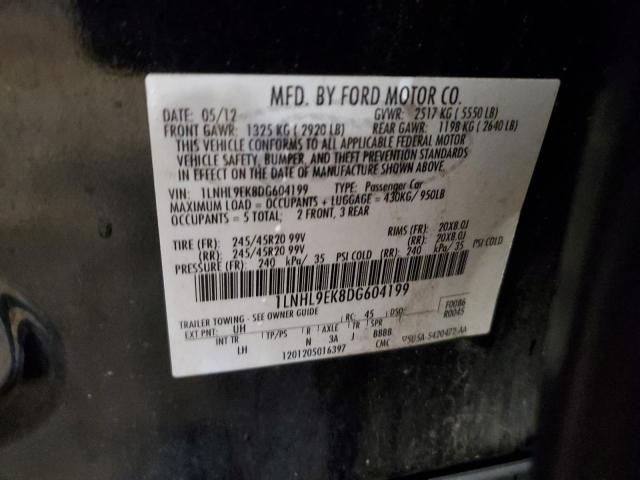 MFD. BY FORD MOTOR CO.
DATE: 05/12 GVWR: 2517 KG ( 5550 LB)
FRONT GAWR: 1325 KG ( 2920 LB) REAR GAWR: 1198 KG ( 2640 LB)
THIS VEHICLE CONFORMS TO ALL APPLICABLE FEDERAL MOTOR
VEHICLE SAFETY, BUMPER, AND THEFT PREVENTION STANDARDS
IN EFFECT ON THE DATE OF MANUFACTURE SHOWN ABOVE.
VIN: 1LNHL9EK8DG604199 TYPE: Passenger Car
MAXIMUM LOAD = OCCUPANTS + LUGGAGE = 430KG/ 950LB
OCCUPANTS = 5 TOTAL; 2 FRONT, 3 REAR
TIRE (FR): 245/45R20 99V RIMS (FR): 20X8.0J
(RR): 245/45R20 99V (RR): 20X8.0J
PRESSURE (FR): 240 kPa/ 35 PSI COLD (RR): 240 kPa/ 35 PSI COLD
1LNHL9EK8DG604199
TRAILER TOWING - SEE OWNER GUIDE RC: 45 DSO: F0086
EXT PNT: UH R0045
INT TR TP/PS R AXLE TR SPR
LH N 3A J BBBB
1201205016397 CMC 5U5A 5420472 AA